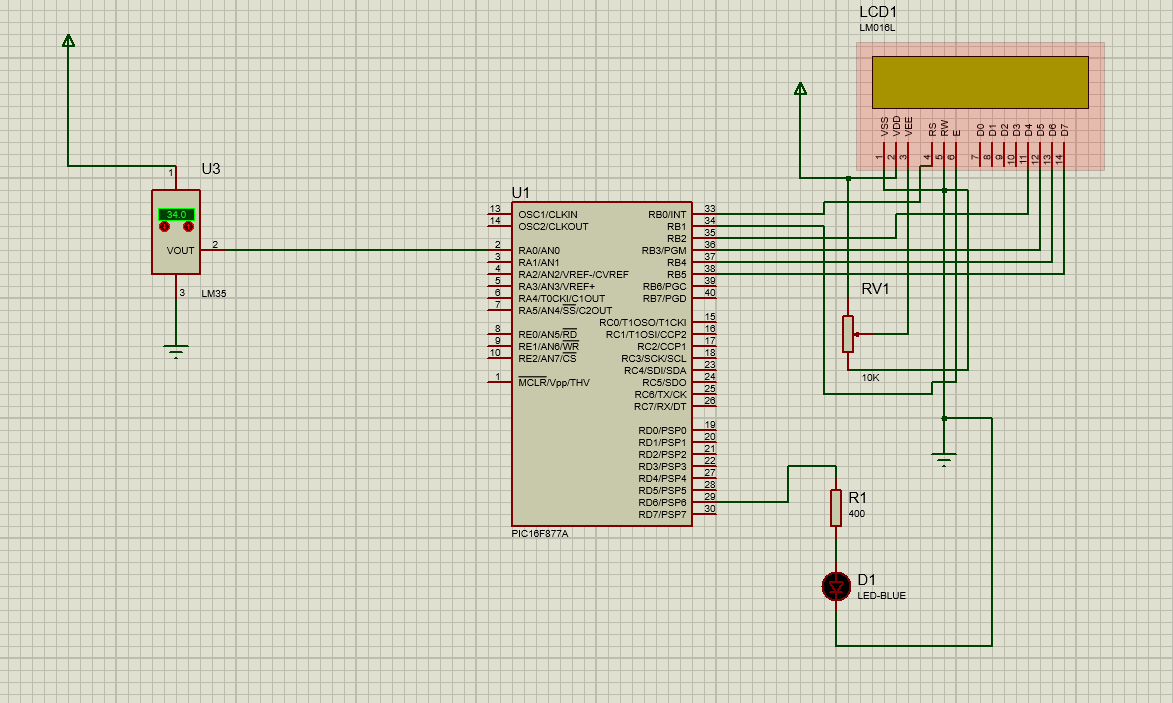 LCD1
LM016L
VSS
VDD
VEE
RS
RW
E
D0
D1
D2
D3
D4
D5
D6
D7
1
2
3
4
5
6
7
8
9
10
11
12
13
14
U3
1
34.0
VOUT
2
3
LM35
U1
13 OSC1/CLKIN
14 OSC2/CLKOUT
2 RA0/AN0
3 RA1/AN1
4 RA2/AN2/VREF-/CVREF
5 RA3/AN3/VREF+
6 RA4/T0CKI/C1OUT
7 RA5/AN4/SS/C2OUT
8 RE0/AN5/RD
9 RE1/AN6/WR
10 RE2/AN7/CS
1 MCLR/Vpp/THV
RB0/INT 33
RB1 34
RB2 35
RB3/PGM 36
RB4 37
RB5 38
RB6/PGC 39
RB7/PGD 40
RC0/T1OSO/T1CKI 15
RC1/T1OSI/CCP2 16
RC2/CCP1 17
RC3/SCK/SCL 18
RC4/SDI/SDA 23
RC5/SDO 24
RC6/TX/CK 25
RC7/RX/DT 26
RD0/PSP0 19
RD1/PSP1 20
RD2/PSP2 21
RD3/PSP3 22
RD4/PSP4 27
RD5/PSP5 28
RD6/PSP6 29
RD7/PSP7 30
PIC16F877A
RV1
10K
R1
400
D1
LED-BLUE